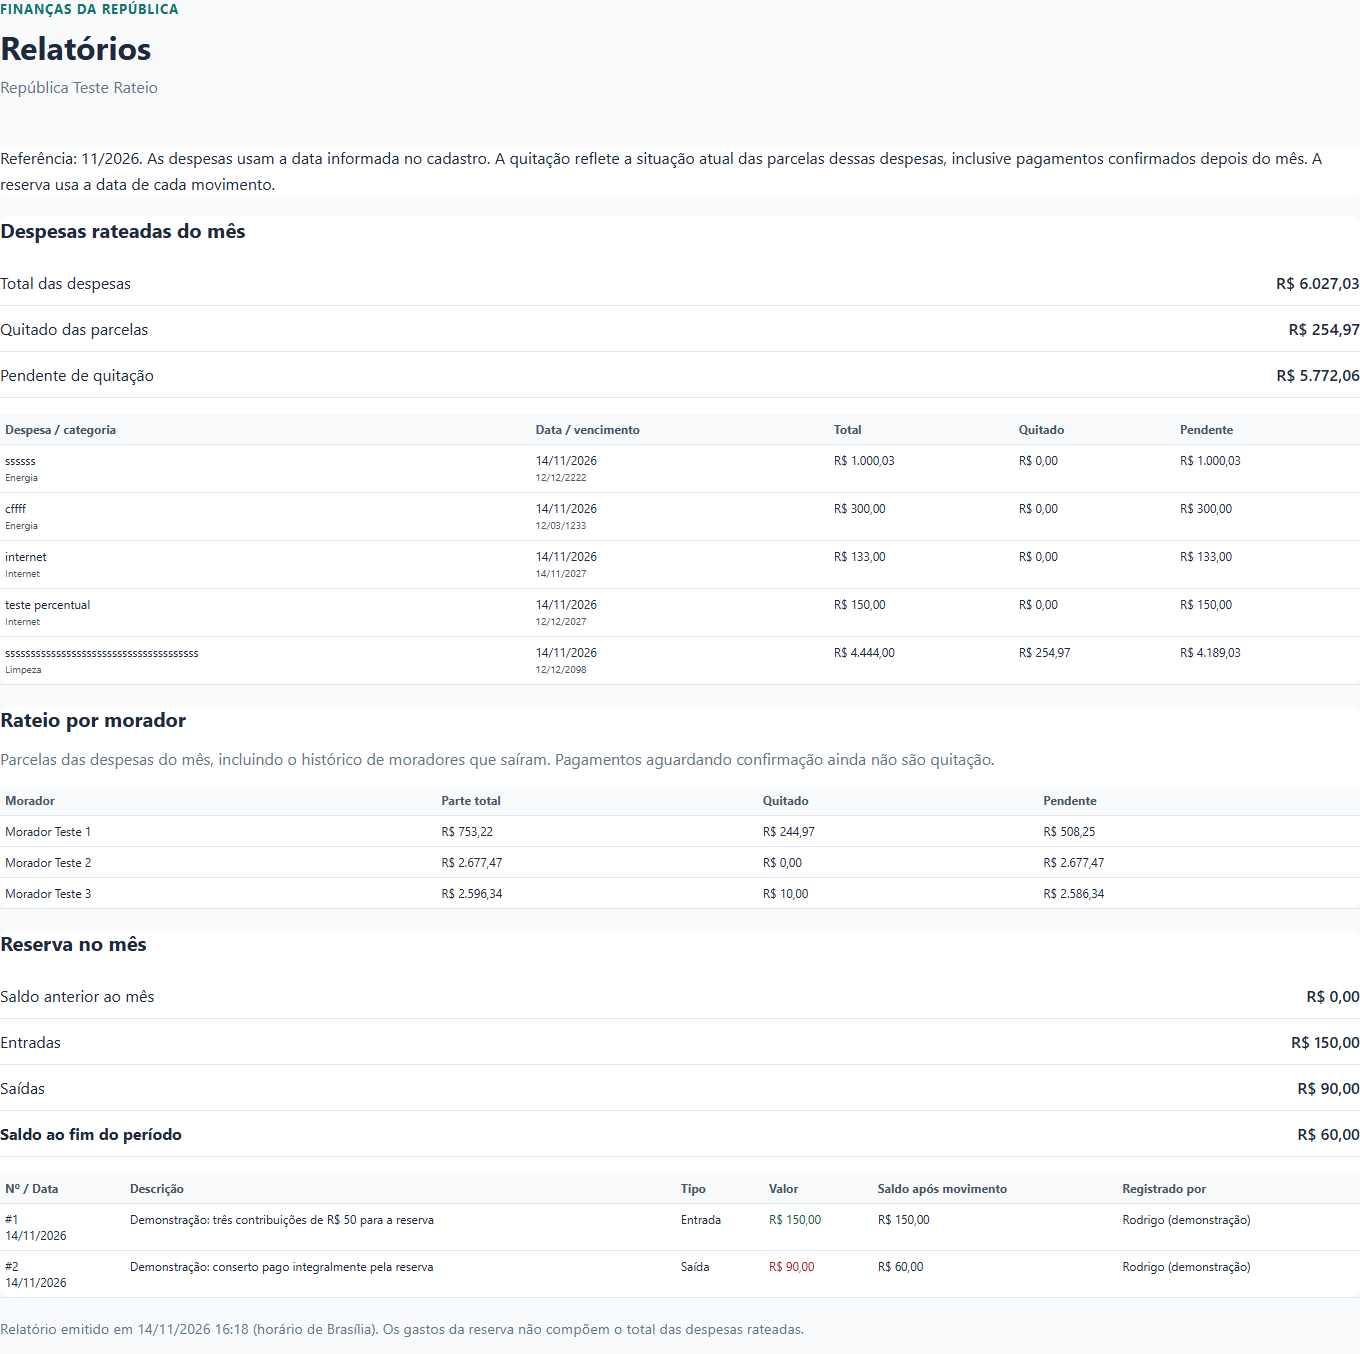 FINANÇAS DA REPÚBLICA
Relatórios
República Teste Rateio
Referência: 11/2026. As despesas usam a data informada no cadastro. A quitação reflete a situação atual das parcelas dessas despesas, inclusive pagamentos confirmados depois do mês. A
reserva usa a data de cada movimento.
Despesas rateadas do mês
Total das despesas R$ 6.027,03
Quitado das parcelas R$ 254,97
Pendente de quitação R$ 5.772,06
Despesa / categoria Data / vencimento Total Quitado Pendente
ssssss 14/11/2026 R$ 1.000,03 R$ 0,00 R$ 1.000,03
Energia 12/12/2222
cffff 14/11/2026 R$ 300,00 R$ 0,00 R$ 300,00
Energia 12/03/1233
internet 14/11/2026 R$ 133,00 R$ 0,00 R$ 133,00
Internet 14/11/2027
teste percentual 14/11/2026 R$ 150,00 R$ 0,00 R$ 150,00
Internet 12/12/2027
ssssssssssssssssssssssssssssssssssssss 14/11/2026 R$ 4.444,00 R$ 254,97 R$ 4.189,03
Limpeza 12/12/2098
Rateio por morador
Parcelas das despesas do mês, incluindo o histórico de moradores que saíram. Pagamentos aguardando confirmação ainda não são quitação.
Morador Parte total Quitado Pendente
Morador Teste 1 R$ 753,22 R$ 244,97 R$ 508,25
Morador Teste 2 R$ 2.677,47 R$ 0,00 R$ 2.677,47
Morador Teste 3 R$ 2.596,34 R$ 10,00 R$ 2.586,34
Reserva no mês
Saldo anterior ao mês R$ 0,00
Entradas R$ 150,00
Saídas R$ 90,00
Saldo ao fim do período R$ 60,00
Nº / Data Descrição Tipo Valor Saldo após movimento Registrado por
#1 Demonstração: três contribuições de R$ 50 para a reserva Entrada R$ 150,00 R$ 150,00 Rodrigo (demonstração)
14/11/2026
#2 Demonstração: conserto pago integralmente pela reserva Saída R$ 90,00 R$ 60,00 Rodrigo (demonstração)
14/11/2026
Relatório emitido em 14/11/2026 16:18 (horário de Brasília). Os gastos da reserva não compõem o total das despesas rateadas.